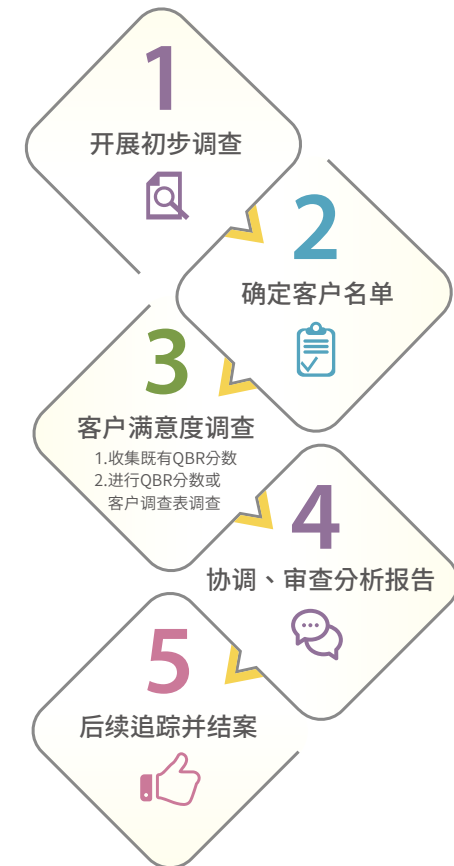 1
开展初步调查
2
确定客户名单
3
客户满意度调查
1.收集既有QBR分数
2.进行QBR分数或
客户调查表调查
4
协调、审查分析报告
5
后续追踪并结案